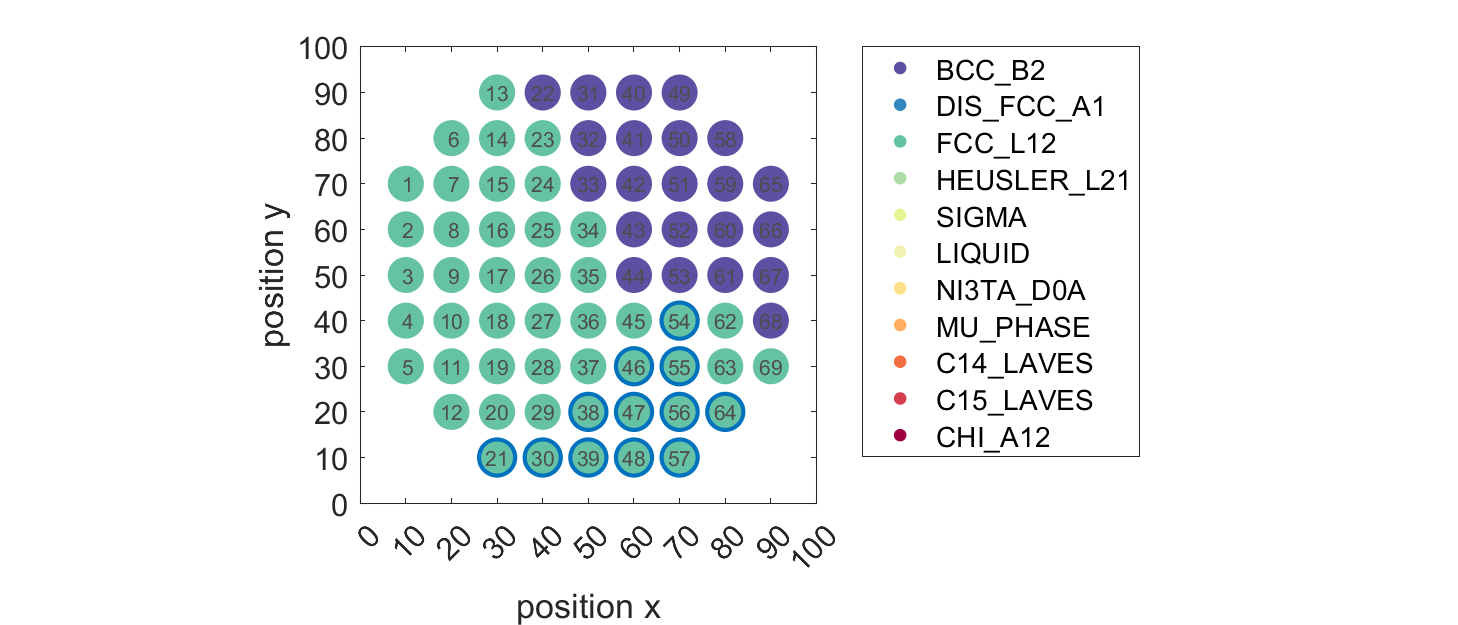 100
90
80
70
60
50
40
30
20
10
0
position y
13 22 31 40 49
6 14 23 32 41 50 58
1 7 15 24 33 42 51 59 65
2 8 16 25 34 43 52 60 66
3 9 17 26 35 44 53 61 67
4 10 18 27 36 45 54 62 68
5 11 19 28 37 46 55 63 69
12 20 29 38 47 56 64
21 30 39 48 57
0 10 20 30 40 50 60 70 80 90 100
position x
BCC_B2
DIS_FCC_A1
FCC_L12
HEUSLER_L21
SIGMA
LIQUID
NI3TA_D0A
MU_PHASE
C14_LAVES
C15_LAVES
CHI_A12